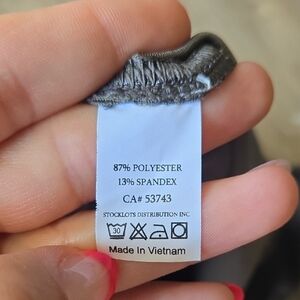 87% POLYESTER
13% SPANDEX
CA# 53743
STOCKLOTS DISTRIBUTION INC.
30
Made In Vietnam